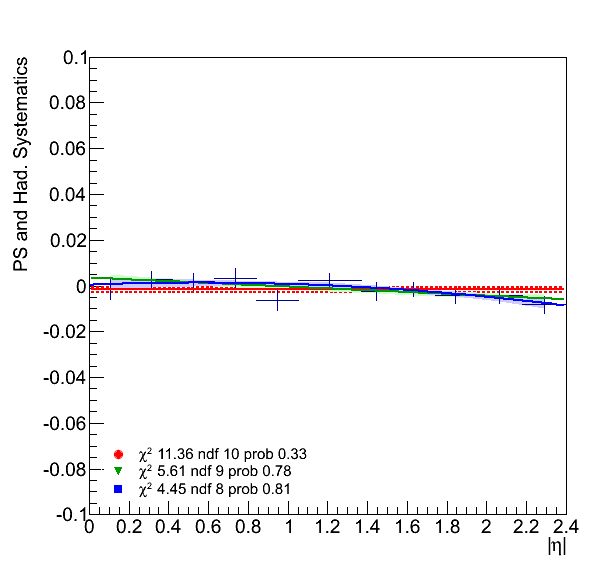 PS and Had. Systematics
0.1
0.08
0.06
0.04
0.02
0
-0.02
-0.04
-0.06
-0.08
-0.1
χ² 11.36 ndf 10 prob 0.33
χ² 5.61 ndf 9 prob 0.78
χ² 4.45 ndf 8 prob 0.81
0 0.2 0.4 0.6 0.8 1 1.2 1.4 1.6 1.8 2 2.2 2.4
|η|